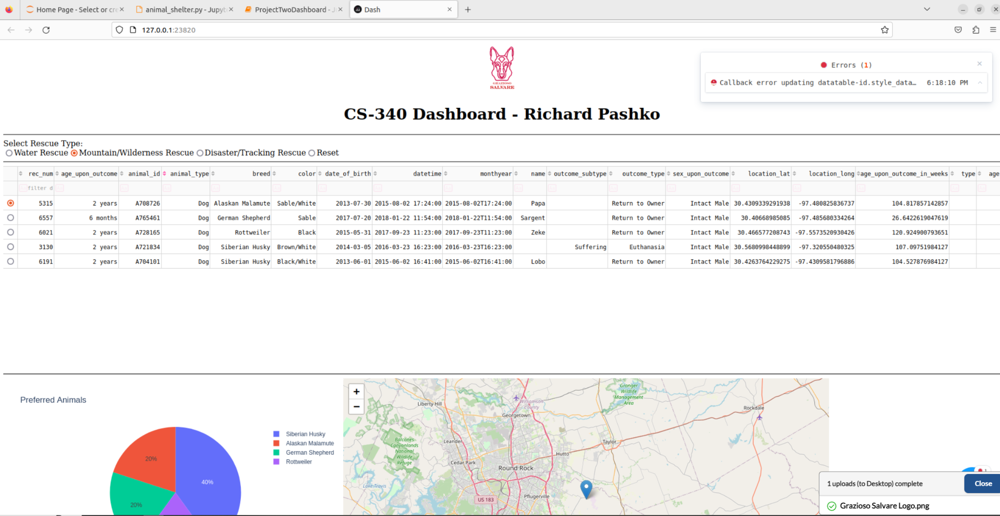 Home Page - Select or cre
animal_shelter.py - Jupyt
ProjectTwoDashboard - J
Dash
127.0.0.1:23820
GRAZIOSO
SALVARE
Errors (1)
Callback error updating datatable-id.style_data… 6:18:10 PM
CS-340 Dashboard - Richard Pashko
Select Rescue Type:
Water Rescue Mountain/Wilderness Rescue Disaster/Tracking Rescue Reset
rec_num age_upon_outcome animal_id animal_type breed color date_of_birth datetime monthyear name outcome_subtype outcome_type sex_upon_outcome location_lat location_long age_upon_outcome_in_weeks type age
filter d
5315 2 years A708726 Dog Alaskan Malamute Sable/White 2013-07-30 2015-08-02 17:24:00 2015-08-02T17:24:00 Papa Return to Owner Intact Male 30.4309339291938 -97.480825836737 104.817857142857
6557 6 months A765461 Dog German Shepherd Sable 2017-07-20 2018-01-22 11:54:00 2018-01-22T11:54:00 Sargent Return to Owner Intact Male 30.40668985085 -97.485680334264 26.6422619047619
6021 2 years A728165 Dog Rottweiler Black 2015-05-31 2017-09-23 11:23:00 2017-09-23T11:23:00 Zeke Return to Owner Intact Male 30.466577208743 -97.5573520930426 120.924900793651
3130 2 years A721834 Dog Siberian Husky Brown/White 2014-03-05 2016-03-23 16:23:00 2016-03-23T16:23:00 Suffering Euthanasia Intact Male 30.5680998448899 -97.320550480325 107.09751984127
6191 2 years A704101 Dog Siberian Husky Black/White 2013-06-01 2015-06-02 16:41:00 2015-06-02T16:41:00 Lobo Return to Owner Intact Male 30.4263764229275 -97.4309581796886 104.527876984127
Preferred Animals
Siberian Husky
Alaskan Malamute
German Shepherd
Rottweiler
20%
40%
20%
+
−
Liberty Hill
Williamson
County
Georgetown
Granger
Wildlife
Management
Area
Rockdale
Balcones
Canyonlands
National
Wildlife
Refuge
Leander
Taylor
Hutto
Cedar Park
Round Rock
Lake Travis
US 183
Pflugerville
1
1 uploads (to Desktop) complete
Close
Grazioso Salvare Logo.png